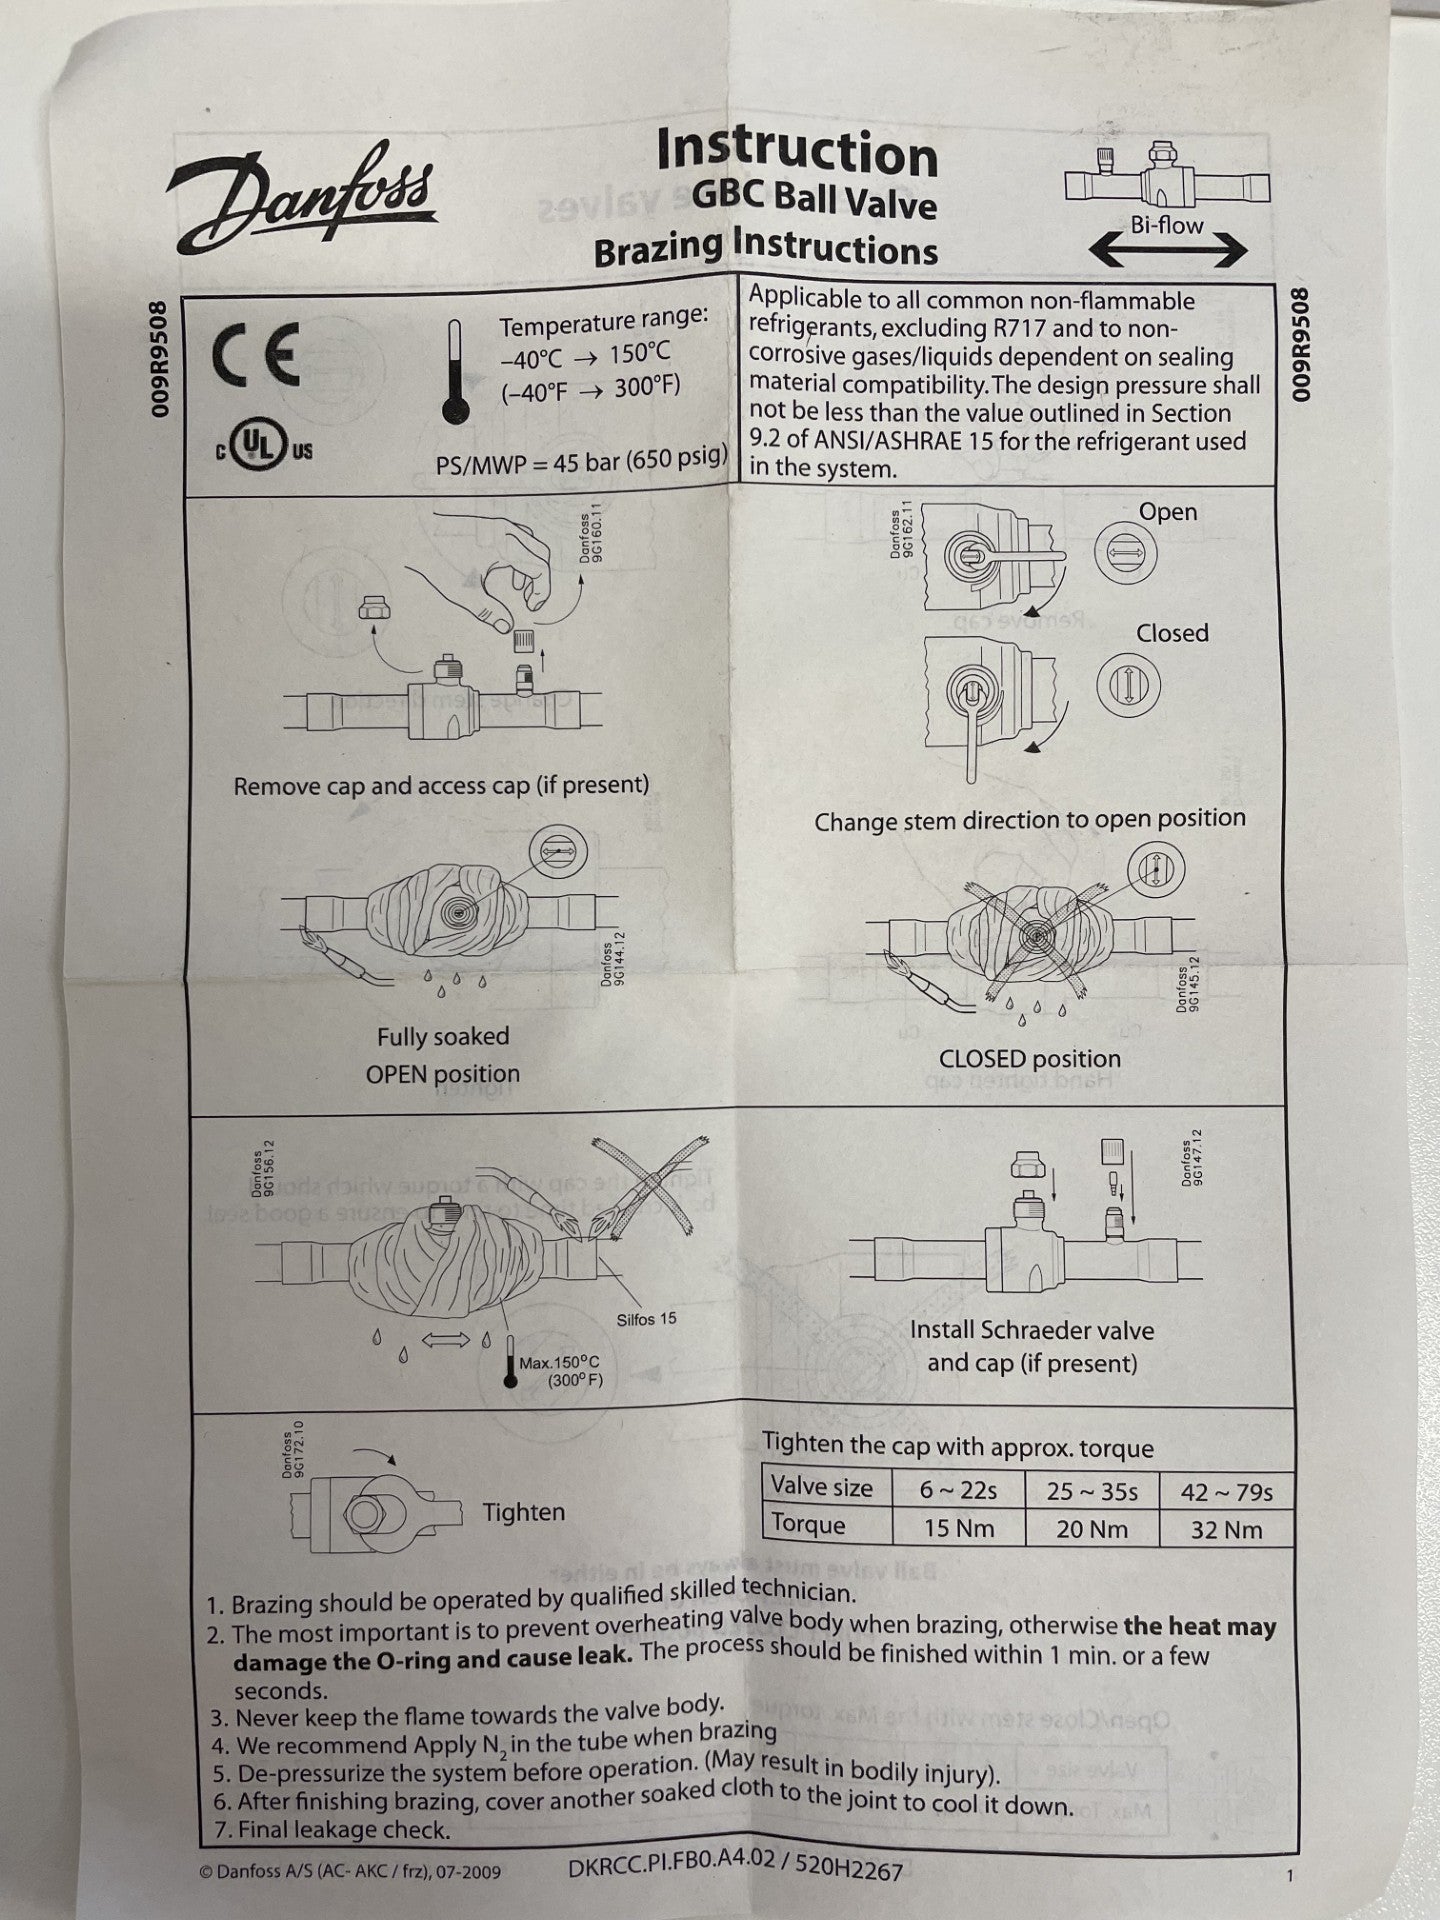 Danfoss
Instruction
GBC Ball Valve
Brazing Instructions
Bi-flow
009R9508
009R9508
CE
C UL US
Temperature range:
–40°C → 150°C
(–40°F → 300°F)
PS/MWP = 45 bar (650 psig)
Applicable to all common non-flammable
refrigerants, excluding R717 and to non-
corrosive gases/liquids dependent on sealing
material compatibility. The design pressure shall
not be less than the value outlined in Section
9.2 of ANSI/ASHRAE 15 for the refrigerant used
in the system.
Danfoss
9G160.11
Remove cap and access cap (if present)
Danfoss
9G162.11
Open
Closed
Change stem direction to open position
Danfoss
9G144.12
Fully soaked
OPEN position
Danfoss
9G145.12
CLOSED position
Danfoss
9G156.12
Silfos 15
Max.150°C
(300°F)
Danfoss
9G147.12
Install Schraeder valve
and cap (if present)
Danfoss
9G172.10
Tighten
Tighten the cap with approx. torque
Valve size 6 ~ 22s 25 ~ 35s 42 ~ 79s
Torque 15 Nm 20 Nm 32 Nm
1. Brazing should be operated by qualified skilled technician.
2. The most important is to prevent overheating valve body when brazing, otherwise the heat may
damage the O-ring and cause leak. The process should be finished within 1 min. or a few
seconds.
3. Never keep the flame towards the valve body.
4. We recommend Apply N2 in the tube when brazing
5. De-pressurize the system before operation. (May result in bodily injury).
6. After finishing brazing, cover another soaked cloth to the joint to cool it down.
7. Final leakage check.
© Danfoss A/S (AC- AKC / frz), 07-2009
DKRCC.PI.FB0.A4.02 / 520H2267
1